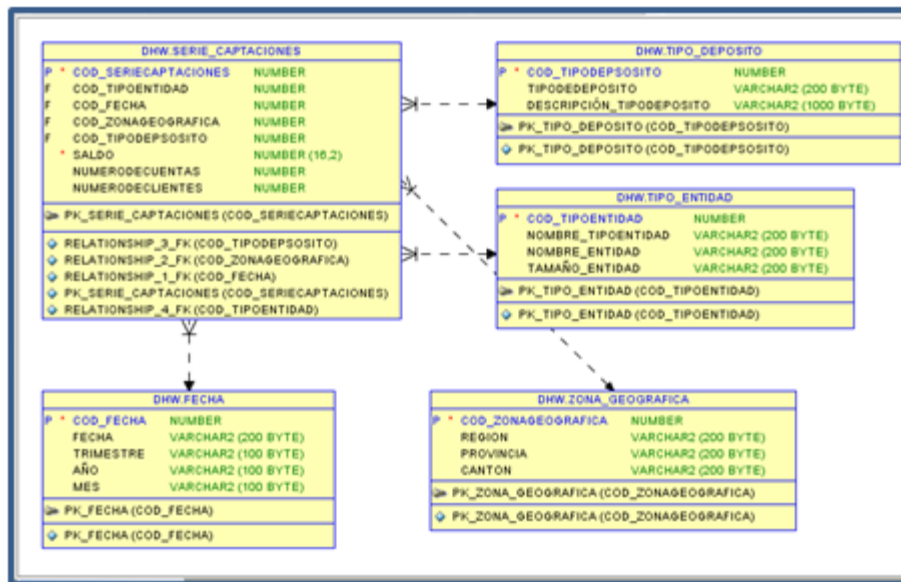 DHW.SERIE_CAPTACIONES
P * COD_SERIECAPTACIONES NUMBER
F COD_TIPOENTIDAD NUMBER
F COD_FECHA NUMBER
F COD_ZONAGEOGRAFICA NUMBER
F COD_TIPODEPSOSITO NUMBER
* SALDO NUMBER (16,2)
NUMERODECUENTAS NUMBER
NUMERODECLIENTES NUMBER
PK_SERIE_CAPTACIONES (COD_SERIECAPTACIONES)
RELATIONSHIP_3_FK (COD_TIPODEPSOSITO)
RELATIONSHIP_2_FK (COD_ZONAGEOGRAFICA)
RELATIONSHIP_1_FK (COD_FECHA)
PK_SERIE_CAPTACIONES (COD_SERIECAPTACIONES)
RELATIONSHIP_4_FK (COD_TIPOENTIDAD)
DHW.TIPO_DEPOSITO
P * COD_TIPODEPSOSITO NUMBER
TIPODEDEPOSITO VARCHAR2 (200 BYTE)
DESCRIPCIÓN_TIPODEPOSITO VARCHAR2 (1000 BYTE)
PK_TIPO_DEPOSITO (COD_TIPODEPSOSITO)
PK_TIPO_DEPOSITO (COD_TIPODEPSOSITO)
DHW.TIPO_ENTIDAD
P * COD_TIPOENTIDAD NUMBER
NOMBRE_TIPOENTIDAD VARCHAR2 (200 BYTE)
NOMBRE_ENTIDAD VARCHAR2 (200 BYTE)
TAMAÑO_ENTIDAD VARCHAR2 (200 BYTE)
PK_TIPO_ENTIDAD (COD_TIPOENTIDAD)
PK_TIPO_ENTIDAD (COD_TIPOENTIDAD)
DHW.FECHA
P * COD_FECHA NUMBER
FECHA VARCHAR2 (200 BYTE)
TRIMESTRE VARCHAR2 (100 BYTE)
AÑO VARCHAR2 (100 BYTE)
MES VARCHAR2 (100 BYTE)
PK_FECHA (COD_FECHA)
PK_FECHA (COD_FECHA)
DHW.ZONA_GEOGRAFICA
P * COD_ZONAGEOGRAFICA NUMBER
REGION VARCHAR2 (200 BYTE)
PROVINCIA VARCHAR2 (200 BYTE)
CANTON VARCHAR2 (200 BYTE)
PK_ZONA_GEOGRAFICA (COD_ZONAGEOGRAFICA)
PK_ZONA_GEOGRAFICA (COD_ZONAGEOGRAFICA)